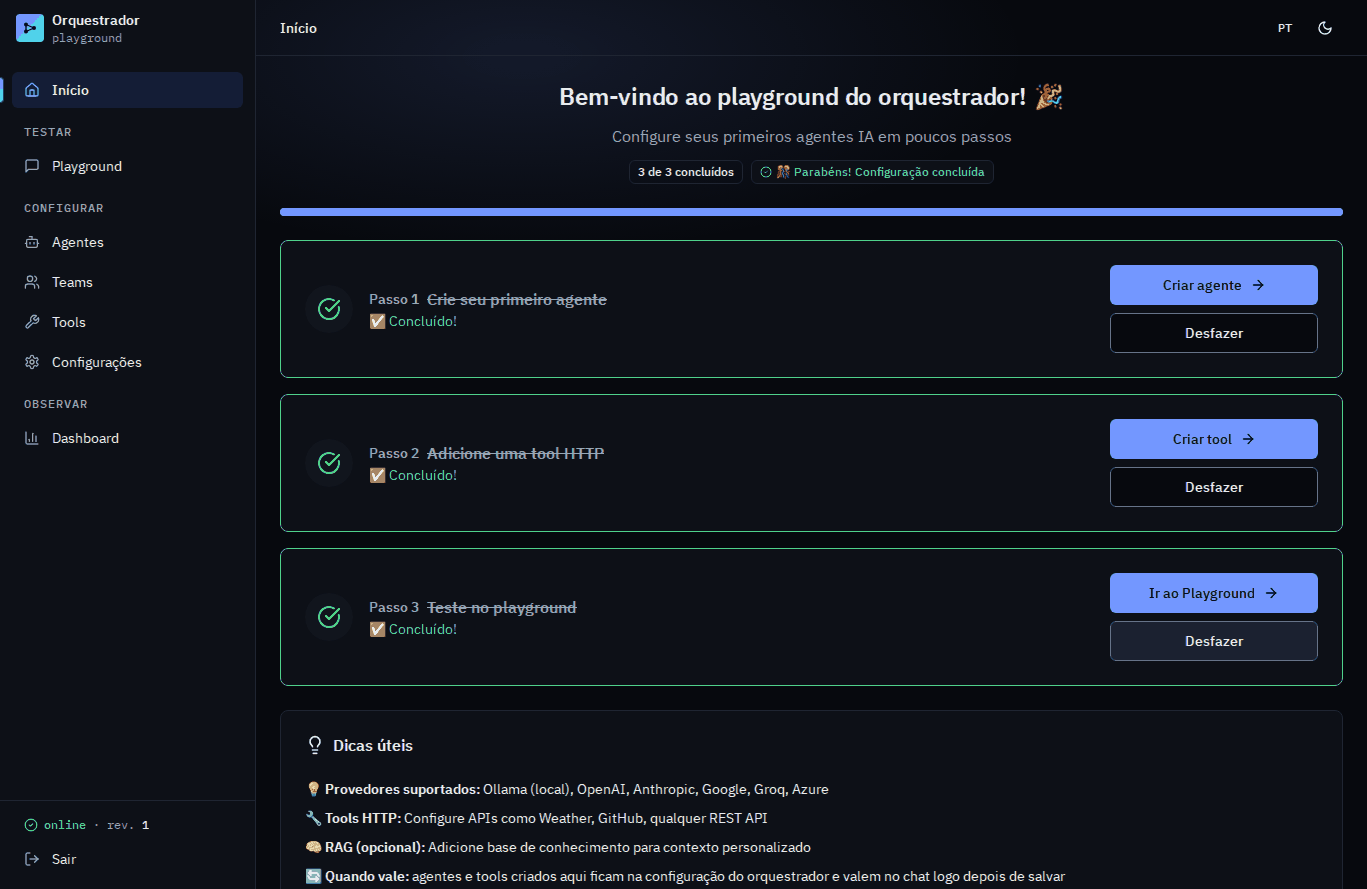 Orquestrador
playground
Início
TESTAR
Playground
CONFIGURAR
Agentes
Teams
Tools
Configurações
OBSERVAR
Dashboard
online · rev. 1
Sair
Início
PT
Bem-vindo ao playground do orquestrador! 🎉
Configure seus primeiros agentes IA em poucos passos
3 de 3 concluídos
🎊 Parabéns! Configuração concluída
Passo 1 Crie seu primeiro agente
✅ Concluído!
Criar agente →
Desfazer
Passo 2 Adicione uma tool HTTP
✅ Concluído!
Criar tool →
Desfazer
Passo 3 Teste no playground
✅ Concluído!
Ir ao Playground →
Desfazer
Dicas úteis
💡 Provedores suportados: Ollama (local), OpenAI, Anthropic, Google, Groq, Azure
🔧 Tools HTTP: Configure APIs como Weather, GitHub, qualquer REST API
🧠 RAG (opcional): Adicione base de conhecimento para contexto personalizado
🔄 Quando vale: agentes e tools criados aqui ficam na configuração do orquestrador e valem no chat logo depois de salvar